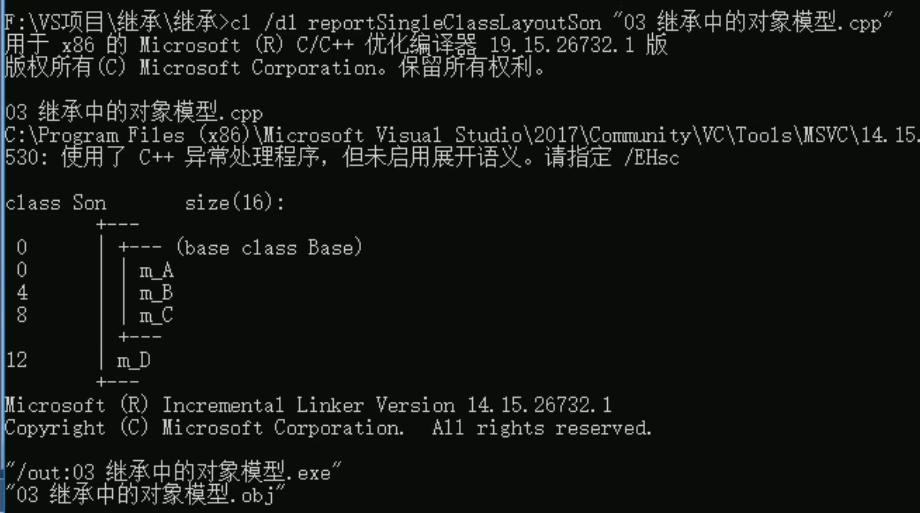 F:\VS项目\继承\继承>cl /d1 reportSingleClassLayoutSon "03 继承中的对象模型.cpp"
用于 x86 的 Microsoft (R) C/C++ 优化编译器 19.15.26732.1 版
版权所有(C) Microsoft Corporation。保留所有权利。
03 继承中的对象模型.cpp
C:\Program Files (x86)\Microsoft Visual Studio\2017\Community\VC\Tools\MSVC\14.15.
530: 使用了 C++ 异常处理程序，但未启用展开语义。请指定 /EHsc
class Son       size(16):
        +---
 0      | +--- (base class Base)
 0      | | m_A
 4      | | m_B
 8      | | m_C
        | +---
12      | m_D
        +---
Microsoft (R) Incremental Linker Version 14.15.26732.1
Copyright (C) Microsoft Corporation.  All rights reserved.
"/out:03 继承中的对象模型.exe"
"03 继承中的对象模型.obj"